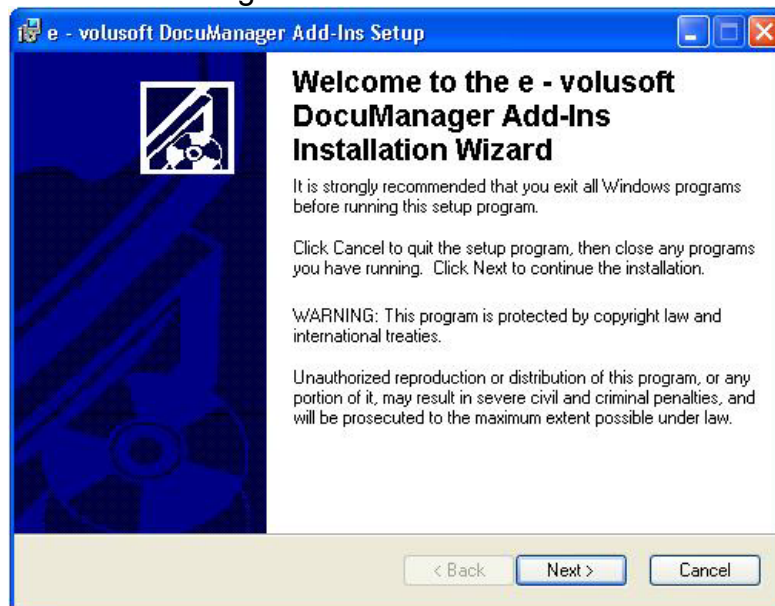 e - volusoft DocuManager Add-Ins Setup
Welcome to the e - volusoft
DocuManager Add-Ins
Installation Wizard
It is strongly recommended that you exit all Windows programs
before running this setup program.
Click Cancel to quit the setup program, then close any programs
you have running.  Click Next to continue the installation.
WARNING: This program is protected by copyright law and
international treaties.
Unauthorized reproduction or distribution of this program, or any
portion of it, may result in severe civil and criminal penalties, and
will be prosecuted to the maximum extent possible under law.
< Back
Next >
Cancel